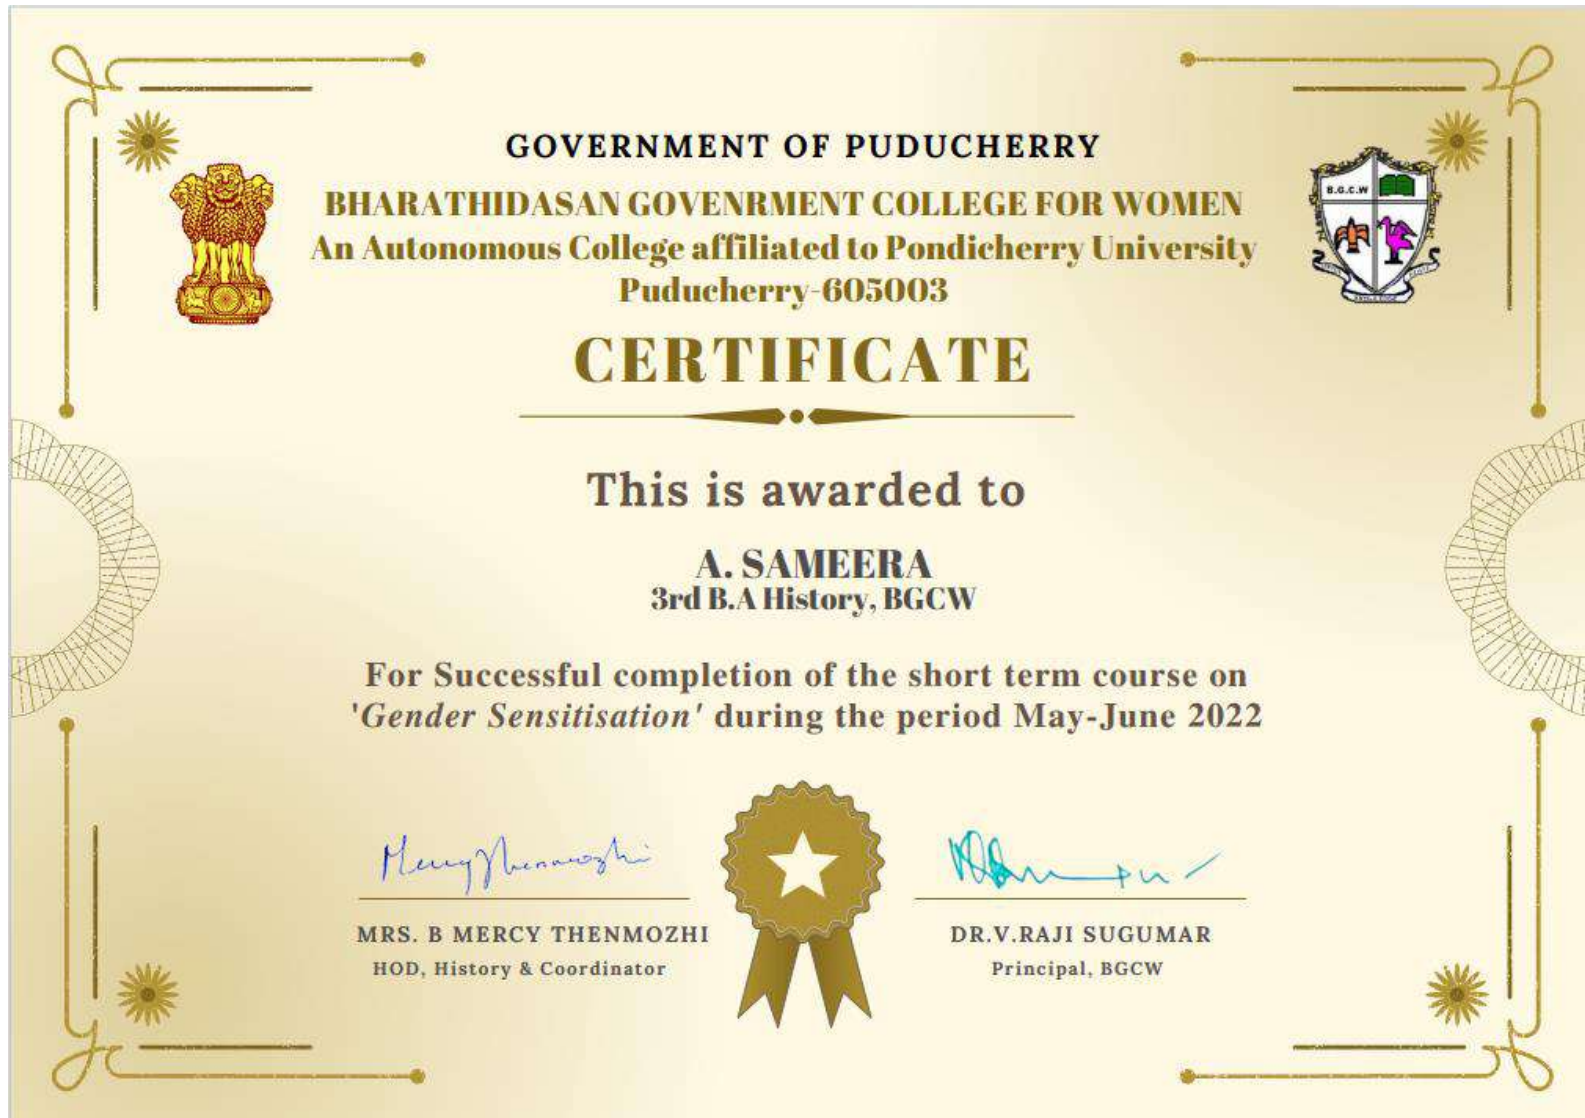 GOVERNMENT OF PUDUCHERRY
B.G.C.W
BHARATHIDASAN GOVENRMENT COLLEGE FOR WOMEN
An Autonomous College affiliated to Pondicherry University
Puducherry-605003
CERTIFICATE
This is awarded to
A. SAMEERA
3rd B.A History, BGCW
For Successful completion of the short term course on
'Gender Sensitisation' during the period May-June 2022
Mercy Thenmozhi
MRS. B MERCY THENMOZHI
HOD, History & Coordinator
DR.V.RAJI SUGUMAR
Principal, BGCW